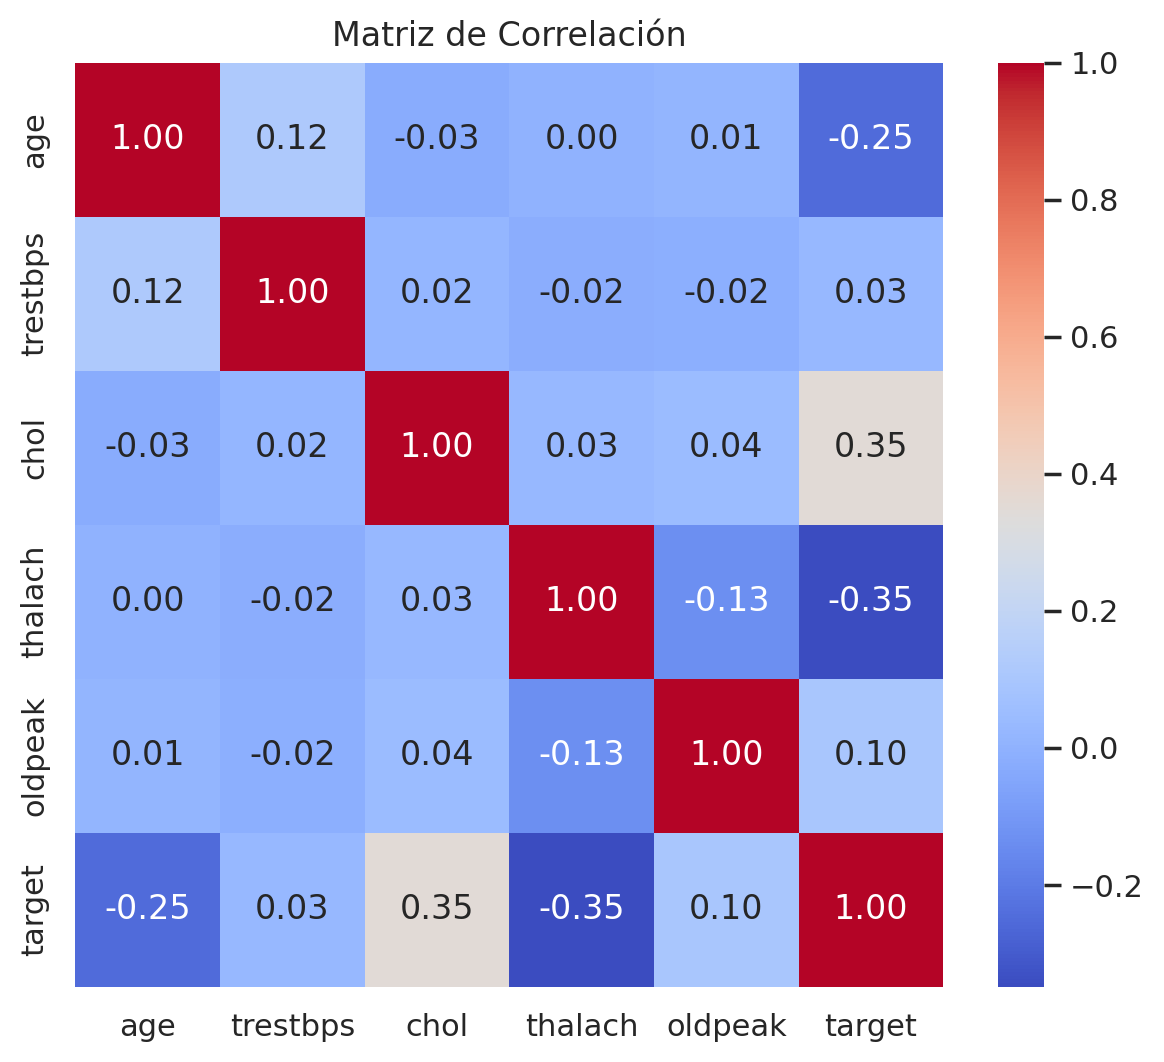 Matriz de Correlación
age 1.00 0.12 -0.03 0.00 0.01 -0.25
trestbps 0.12 1.00 0.02 -0.02 -0.02 0.03
chol -0.03 0.02 1.00 0.03 0.04 0.35
thalach 0.00 -0.02 0.03 1.00 -0.13 -0.35
oldpeak 0.01 -0.02 0.04 -0.13 1.00 0.10
target -0.25 0.03 0.35 -0.35 0.10 1.00
age trestbps chol thalach oldpeak target
1.0
0.8
0.6
0.4
0.2
0.0
−0.2